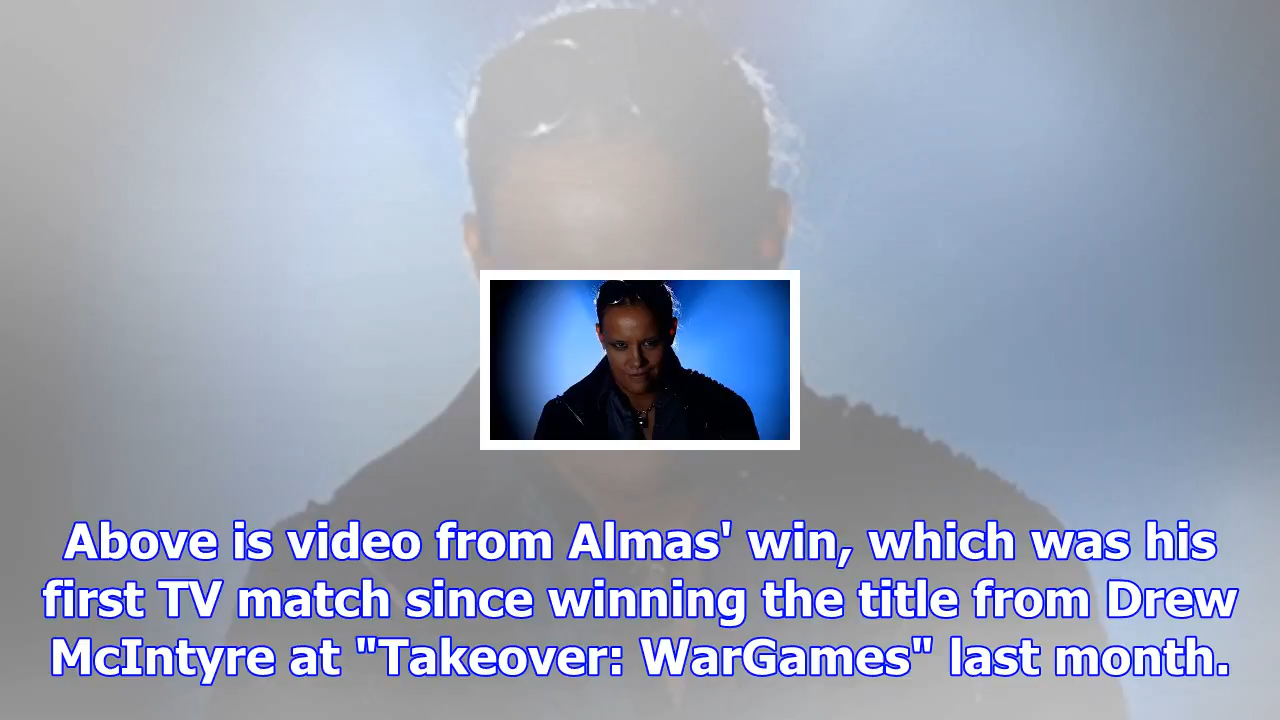 Above is video from Almas' win, which was his
first TV match since winning the title from Drew
McIntyre at "Takeover: WarGames" last month.